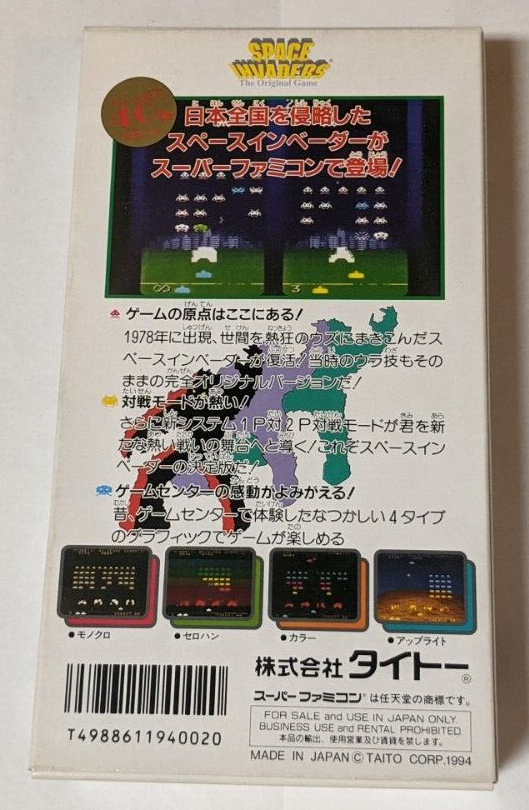 SPACE
INVADERS
The Original Game
日本全国を侵略した
スペースインベーダーが
スーパーファミコンで登場!
3
ゲームの原点はここにある!
1978年に出現、世間を熱狂のウズにまきこんだス
ペースインベーダーが復活!当時のウラ技もその
ままの完全オリジナルバージョンだ!
対戦モードが熱い!
さらに新システム1P対2P対戦モードが君を新
たな熱い戦いの舞台へと導く!これぞスペースイン
ベーダーの決定版だ!
ゲームセンターの感動がよみがえる!
昔、ゲームセンターで体験したなつかしい4タイプ
のグラフィックでゲームが楽しめる
●モノクロ ●セロハン ●カラー ●アップライト
株式会社 タイトー®
スーパーファミコン®は任天堂の商標です。
T4988611940020
FOR SALE and USE IN JAPAN ONLY.
BUSINESS USE and RENTAL PROHIBITED.
本品の輸出、使用営業及び賃貸を禁じます。
MADE IN JAPAN © TAITO CORP.1994